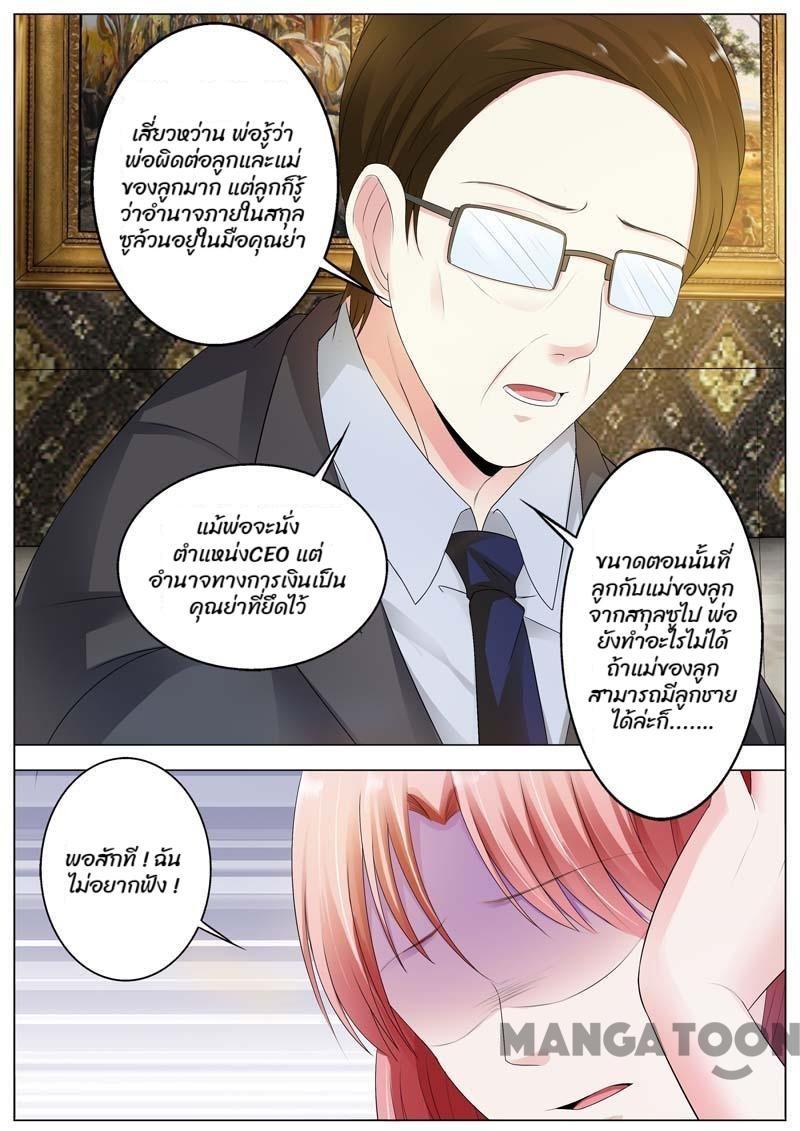 เสี่ยวหว่าน พ่อรู้ว่า
พ่อผิดต่อลูกและแม่
ของลูกมาก แต่ลูกก็รู้
ว่าอำนาจภายในสกุล
ซูล้วนอยู่ในมือคุณย่า
แม้พ่อจะนั่ง
ตำแหน่งCEO แต่
อำนาจทางการเงินเป็น
คุณย่าที่ยึดไว้
ขนาดตอนนั้นที่
ลูกกับแม่ของลูก
จากสกุลซูไป พ่อ
ยังทำอะไรไม่ได้
ถ้าแม่ของลูก
สามารถมีลูกชาย
ได้ล่ะก็.......
พอสักที ! ฉัน
ไม่อยากฟัง !
MANGATOON